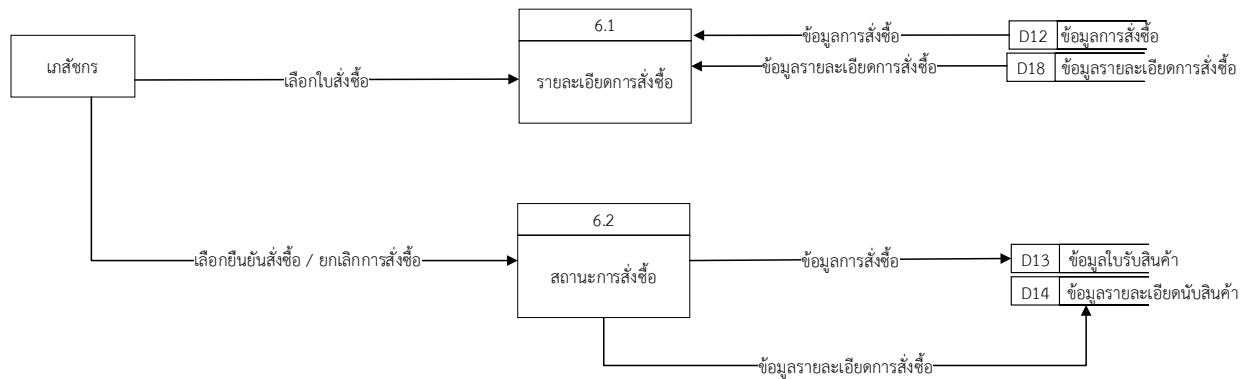 6.1
ข้อมูลการสั่งซื้อ
D12 ข้อมูลการสั่งซื้อ
เภสัชกร
เลือกใบสั่งซื้อ
รายละเอียดการสั่งซื้อ
ข้อมูลรายละเอียดการสั่งซื้อ
D18 ข้อมูลรายละเอียดการสั่งซื้อ
6.2
เลือกยืนยันสั่งซื้อ / ยกเลิกการสั่งซื้อ
สถานะการสั่งซื้อ
ข้อมูลการสั่งซื้อ
D13 ข้อมูลใบรับสินค้า
D14 ข้อมูลรายละเอียดนับสินค้า
ข้อมูลรายละเอียดการสั่งซื้อ